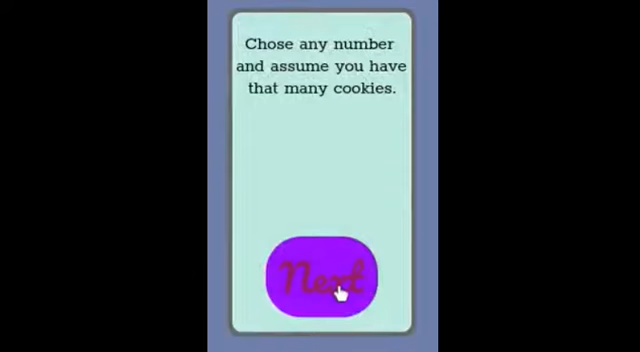 Chose any number
and assume you have
that many cookies.
Next